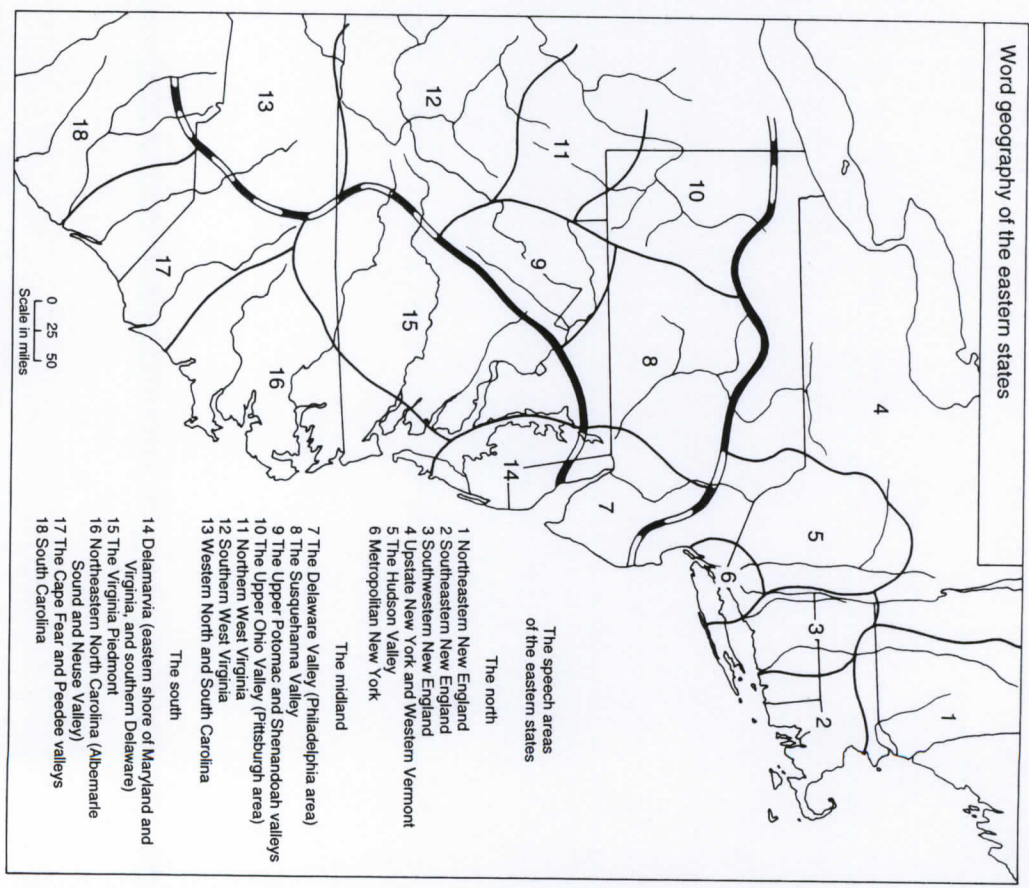 Word geography of the eastern states
4
1
5
10
6
3
2
11
8
7
12
9
13
15
14
18
17
16
0 25 50
Scale in miles
The speech areas
of the eastern states
The north
1 Northeastern New England
2 Southeastern New England
3 Southwestern New England
4 Upstate New York and Western Vermont
5 The Hudson Valley
6 Metropolitan New York
The midland
7 The Delaware Valley (Philadelphia area)
8 The Susquehanna Valley
9 The Upper Potomac and Shenandoah valleys
10 The Upper Ohio Valley (Pittsburgh area)
11 Northern West Virginia
12 Southern West Virginia
13 Western North and South Carolina
The south
14 Delamarvia (eastern shore of Maryland and
Virginia, and southern Delaware)
15 The Virginia Piedmont
16 Northeastern North Carolina (Albemarle
Sound and Neuse Valley)
17 The Cape Fear and Peedee valleys
18 South Carolina